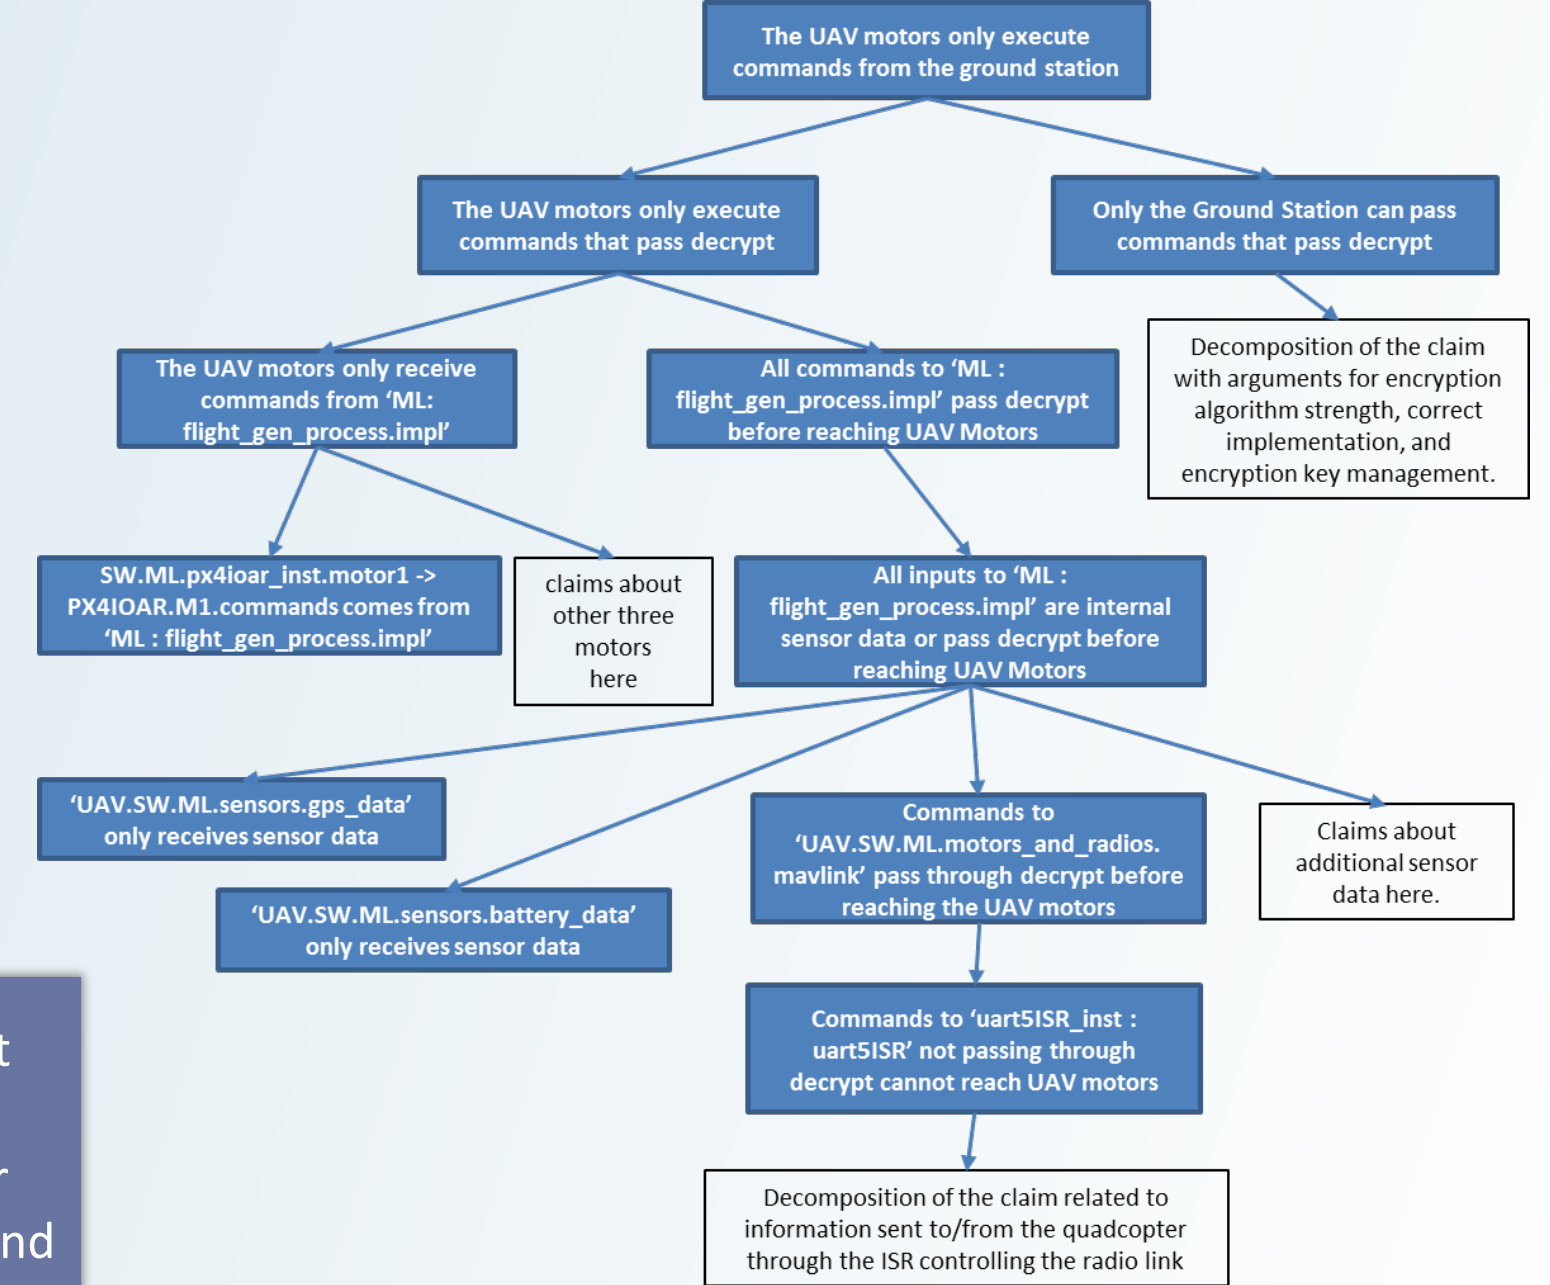 The UAV motors only execute
commands from the ground station
The UAV motors only execute
commands that pass decrypt
Only the Ground Station can pass
commands that pass decrypt
The UAV motors only receive
commands from ‘ML:
flight_gen_process.impl’
All commands to ‘ML :
flight_gen_process.impl’ pass decrypt
before reaching UAV Motors
Decomposition of the claim
with arguments for encryption
algorithm strength, correct
implementation, and
encryption key management.
SW.ML.px4ioar_inst.motor1 ->
PX4IOAR.M1.commands comes from
‘ML : flight_gen_process.impl’
claims about
other three
motors
here
All inputs to ‘ML :
flight_gen_process.impl’ are internal
sensor data or pass decrypt before
reaching UAV Motors
‘UAV.SW.ML.sensors.gps_data’
only receives sensor data
‘UAV.SW.ML.sensors.battery_data’
only receives sensor data
Commands to
‘UAV.SW.ML.motors_and_radios.
mavlink’ pass through decrypt before
reaching the UAV motors
Claims about
additional sensor
data here.
Commands to ‘uart5ISR_inst :
uart5ISR’ not passing through
decrypt cannot reach UAV motors
Decomposition of the claim related to
information sent to/from the quadcopter
through the ISR controlling the radio link
t
r
nd